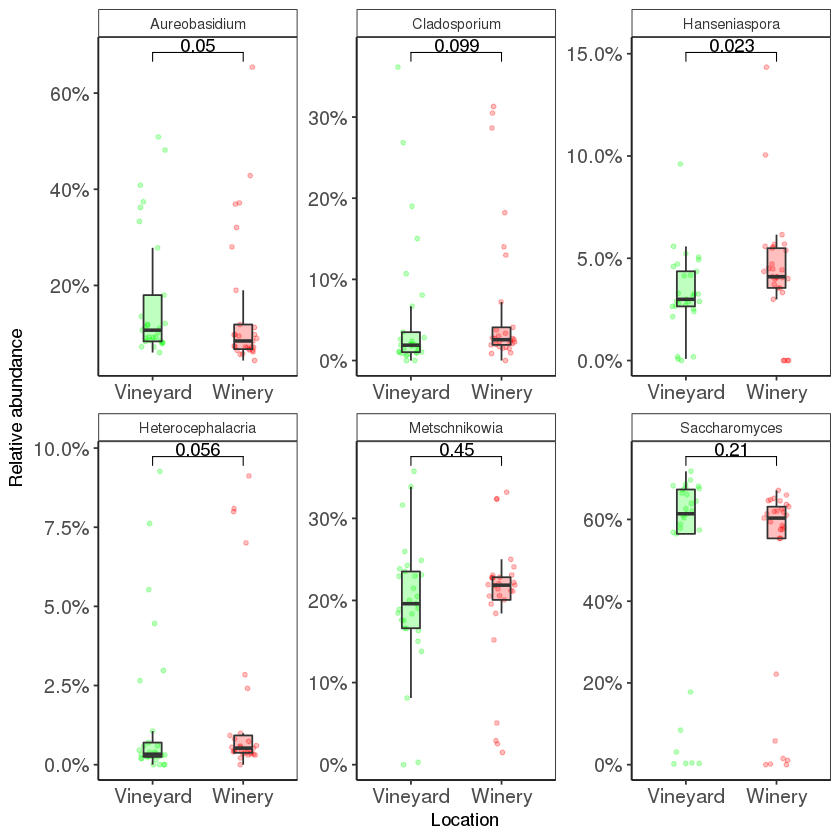 Aureobasidium
0.05
60%
40%
20%
Vineyard Winery
Cladosporium
0.099
30%
20%
10%
0%
Vineyard Winery
Hanseniaspora
0.023
15.0%
10.0%
5.0%
0.0%
Vineyard Winery
Relative abundance
Heterocephalacria
0.056
10.0%
7.5%
5.0%
2.5%
0.0%
Vineyard Winery
Metschnikowia
0.45
30%
20%
10%
0%
Vineyard Winery
Saccharomyces
0.21
60%
40%
20%
0%
Vineyard Winery
Location